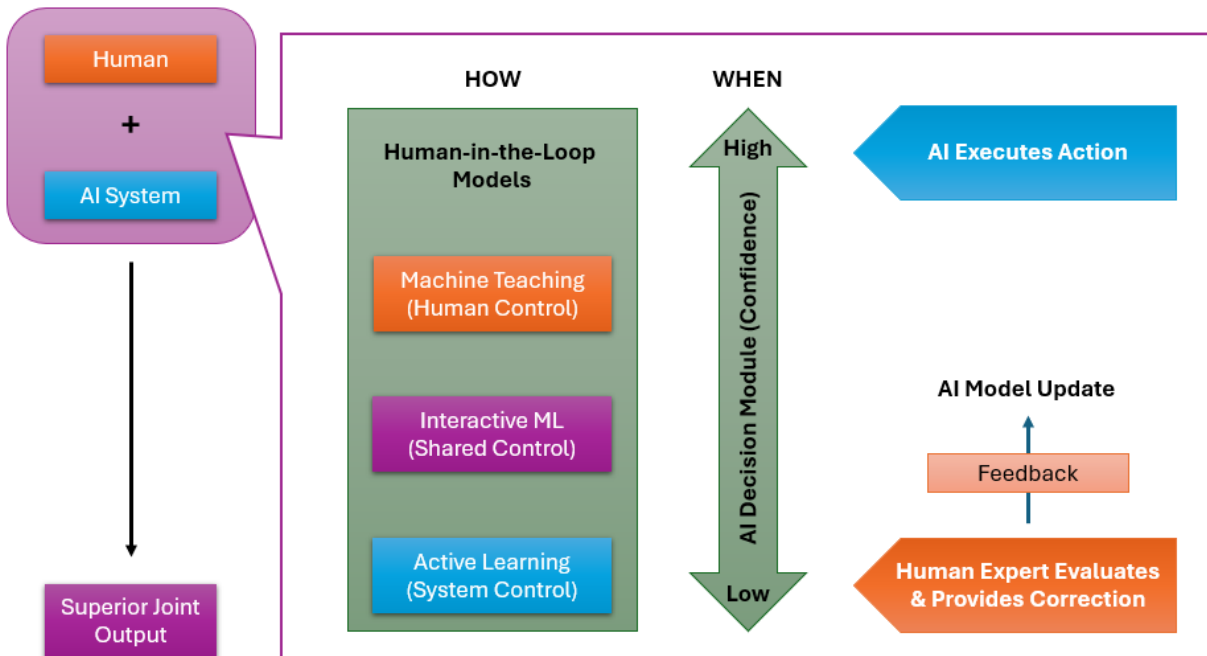 Human
+
AI System
Superior Joint
Output
HOW
Human-in-the-Loop
Models
Machine Teaching
(Human Control)
Interactive ML
(Shared Control)
Active Learning
(System Control)
WHEN
High
AI Decision Module (Confidence)
Low
AI Executes Action
AI Model Update
Feedback
Human Expert Evaluates
& Provides Correction